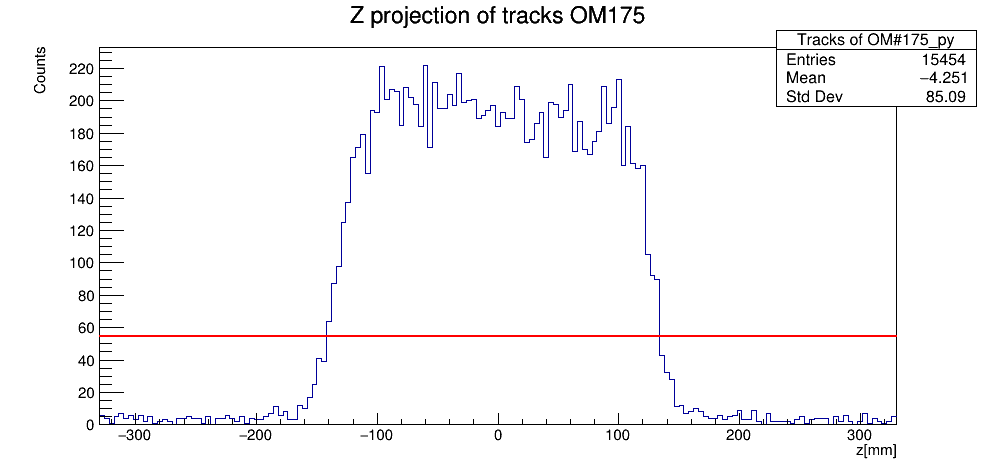 Z projection of tracks OM175
Counts
Tracks of OM#175_py
Entries 15454
Mean −4.251
Std Dev 85.09
220
200
180
160
140
120
100
80
60
40
20
0
−300 −200 −100 0 100 200 300
z[mm]